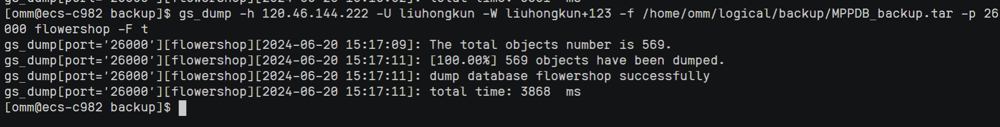 [omm@ecs-c982 backup]$ gs_dump -h 120.46.144.222 -U liuhongkun -W liuhongkun+123 -f /home/omm/logical/backup/MPPDB_backup.tar -p 26
000 flowershop -F t
gs_dump[port='26000'][flowershop][2024-06-20 15:17:09]: The total objects number is 569.
gs_dump[port='26000'][flowershop][2024-06-20 15:17:11]: [100.00%] 569 objects have been dumped.
gs_dump[port='26000'][flowershop][2024-06-20 15:17:11]: dump database flowershop successfully
gs_dump[port='26000'][flowershop][2024-06-20 15:17:11]: total time: 3868  ms
[omm@ecs-c982 backup]$